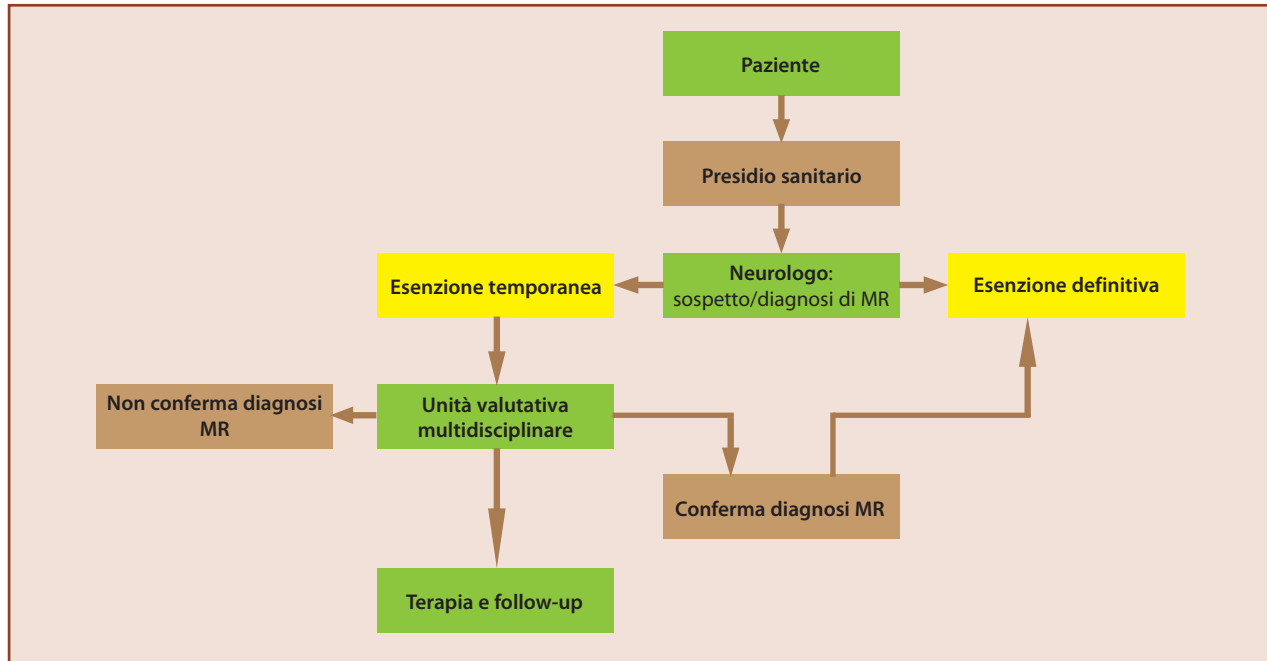 Paziente
Presidio sanitario
Esenzione temporanea
Neurologo:
sospetto/diagnosi di MR
Esenzione definitiva
Non conferma diagnosi
MR
Unità valutativa
multidisciplinare
Conferma diagnosi MR
Terapia e follow-up